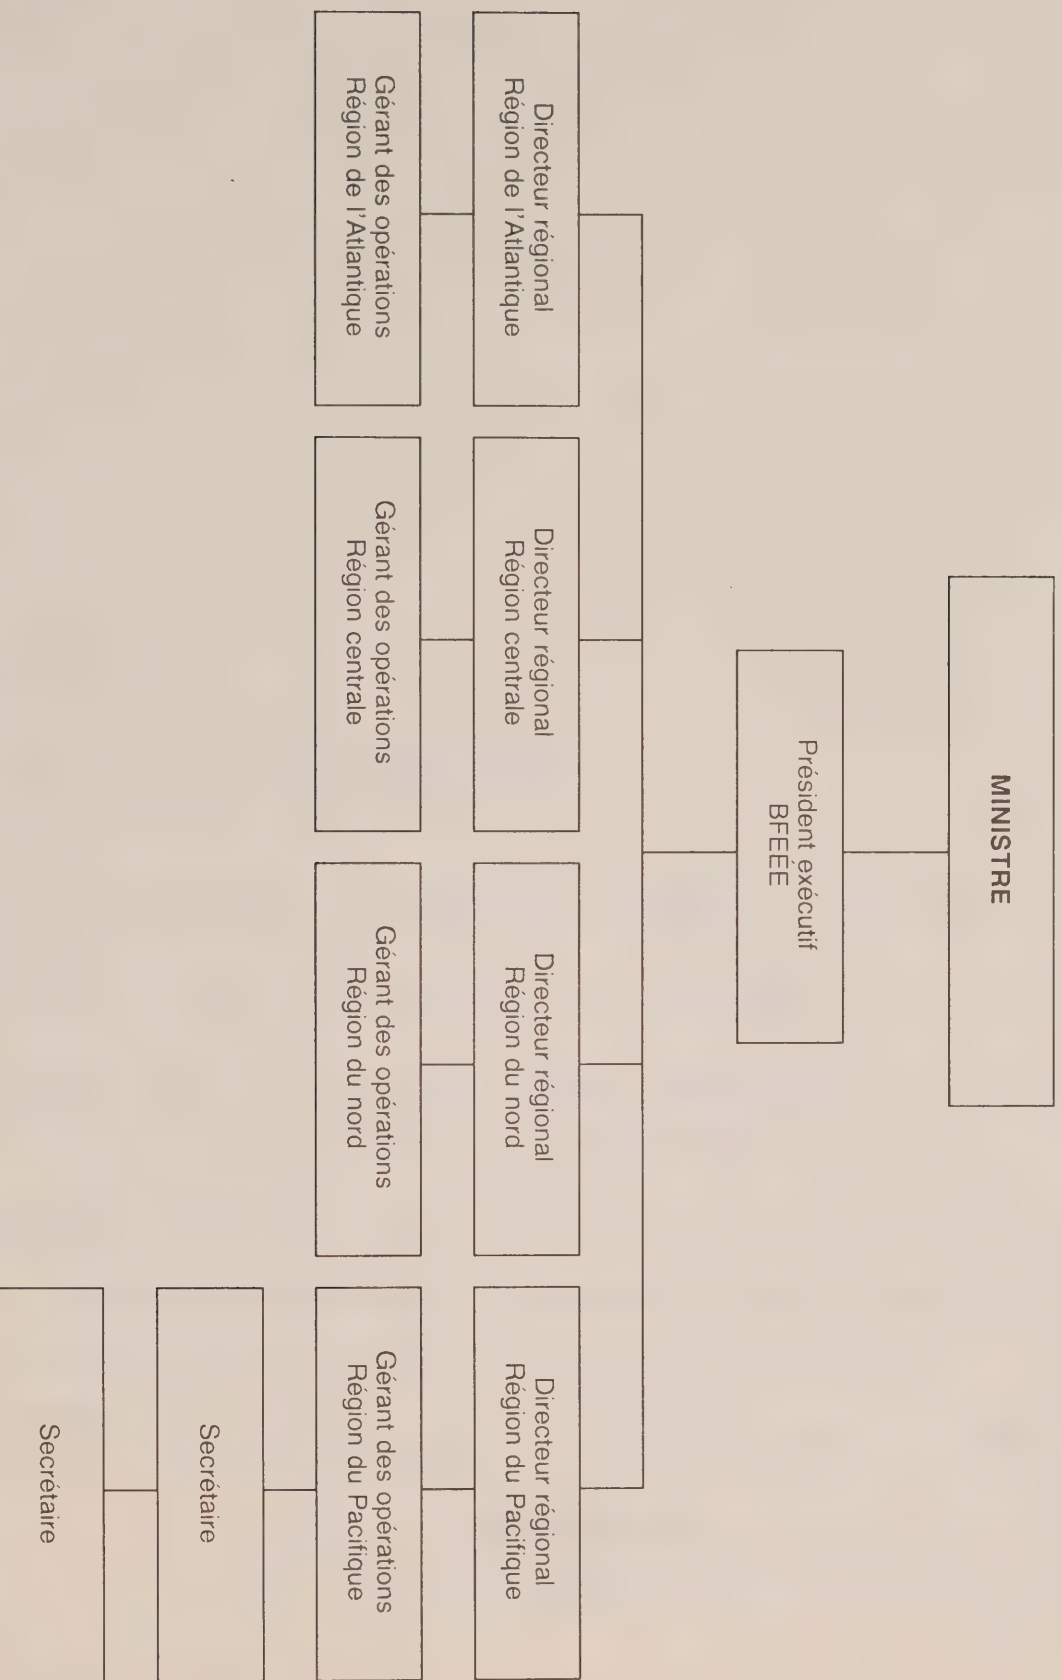 MINISTRE
Président exécutif
BFEÉE
Directeur régional
Région de l'Atlantique
Directeur régional
Région centrale
Directeur régional
Région du nord
Directeur régional
Région du Pacifique
Gérant des opérations
Région de l'Atlantique
Gérant des opérations
Région centrale
Gérant des opérations
Région du nord
Gérant des opérations
Région du Pacifique
Secrétaire
Secrétaire